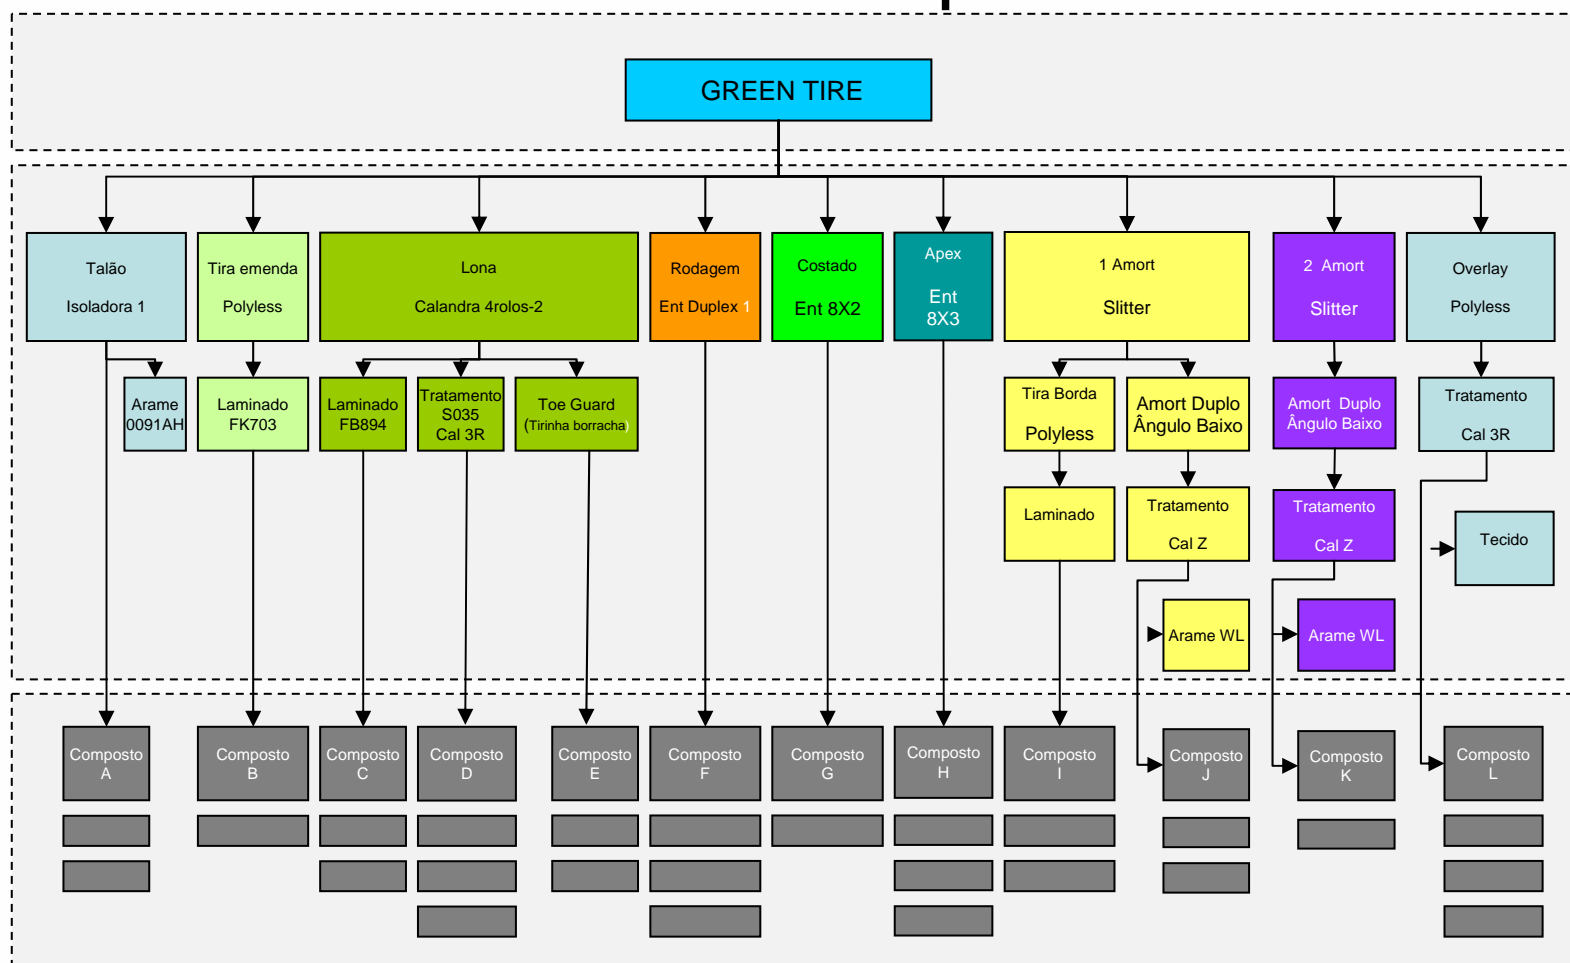 GREEN TIRE
Talão
Isoladora 1
Tira emenda
Polyless
Lona
Calandra 4rolos-2
Rodagem
Ent Duplex 1
Costado
Ent 8X2
Apex
Ent
8X3
1 Amort
Slitter
2 Amort
Slitter
Overlay
Polyless
Arame
0091AH
Laminado
FK703
Laminado
FB894
Tratamento
S035
Cal 3R
Toe Guard
(Tirinha borracha)
Tira Borda
Polyless
Amort Duplo
Ângulo Baixo
Amort Duplo
Ângulo Baixo
Tratamento
Cal 3R
Laminado
Tratamento
Cal Z
Tratamento
Cal Z
Tecido
Arame WL
Arame WL
Composto
A
Composto
B
Composto
C
Composto
D
Composto
E
Composto
F
Composto
G
Composto
H
Composto
I
Composto
J
Composto
K
Composto
L